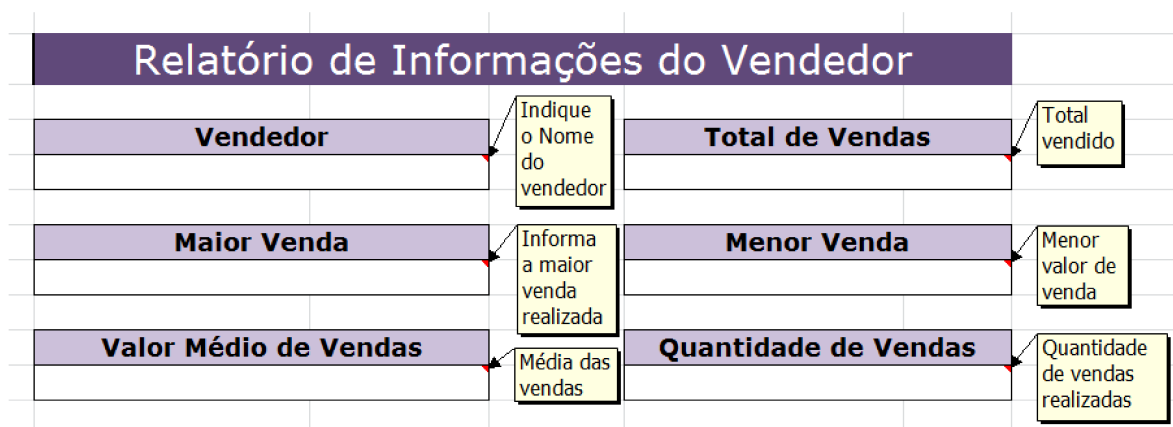 Relatório de Informações do Vendedor
Vendedor
Indique
o Nome
do
vendedor
Total de Vendas
Total
vendido
Maior Venda
Informa
a maior
venda
realizada
Menor Venda
Menor
valor de
venda
Valor Médio de Vendas
Média das
vendas
Quantidade de Vendas
Quantidade
de vendas
realizadas